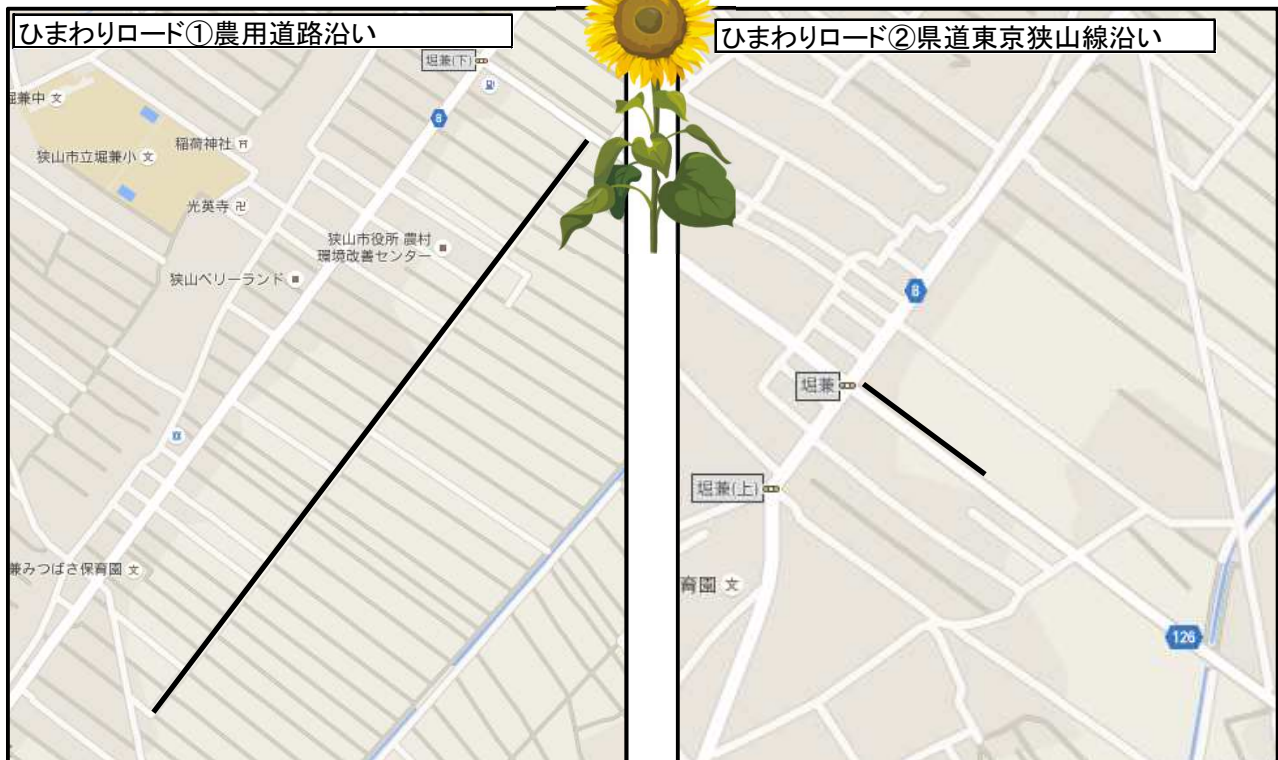 ひまわりロード①農用道路沿い
堀兼(下)
8
堀兼中
稲荷神社
狭山市立堀兼小
光英寺
狭山市役所 農村
環境改善センター
狭山ベリーランド
兼みつばさ保育園
ひまわりロード②県道東京狭山線沿い
8
堀兼
堀兼(上)
育園
126